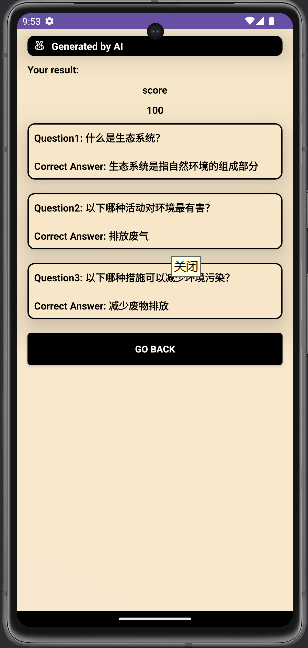 9:53
Generated by AI
Your result:
score
100
Question1: 什么是生态系统?
Correct Answer: 生态系统是指自然环境的组成部分
Question2: 以下哪种活动对环境最有害?
Correct Answer: 排放废气
Question3: 以下哪种措施可以减少环境污染?
关闭
Correct Answer: 减少废物排放
GO BACK